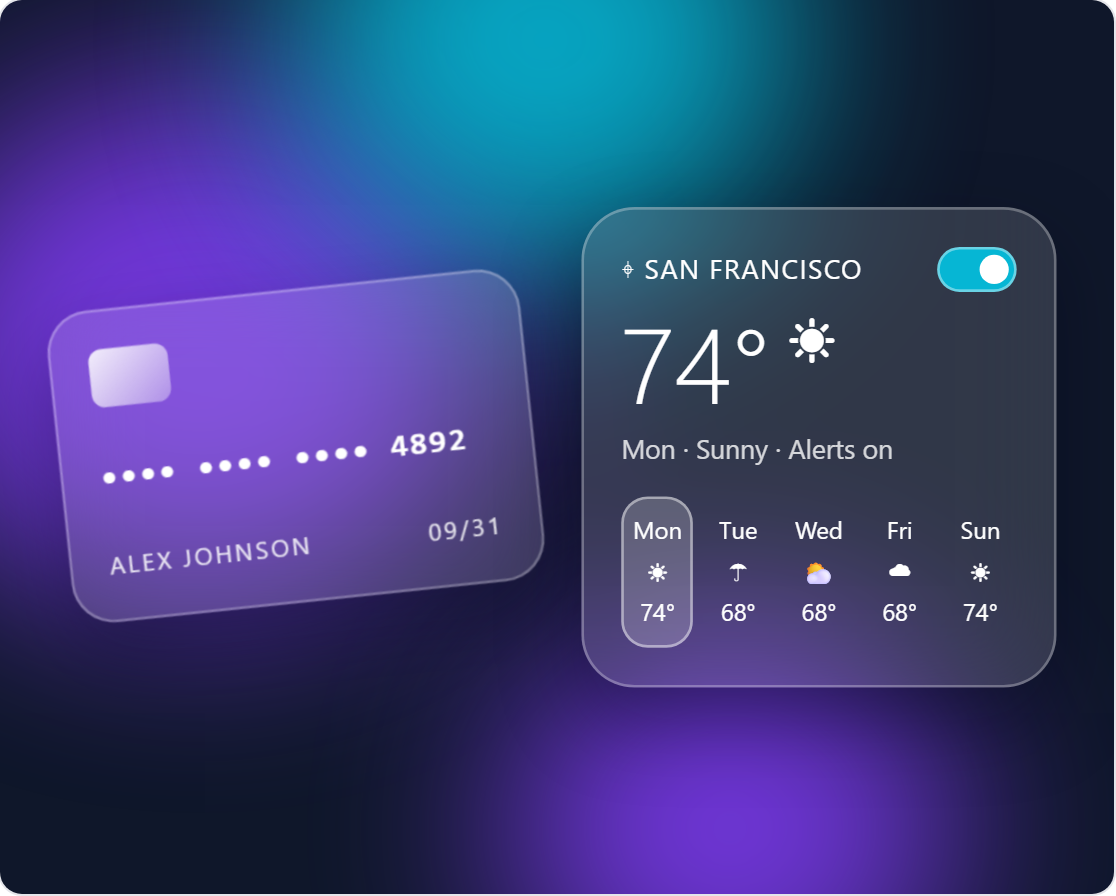 •••• •••• •••• 4892
ALEX JOHNSON 09/31
⌖ SAN FRANCISCO
74° ☀
Mon · Sunny · Alerts on
Mon Tue Wed Fri Sun
☀ ☂ 🌤 ☁ ☀
74° 68° 68° 68° 74°